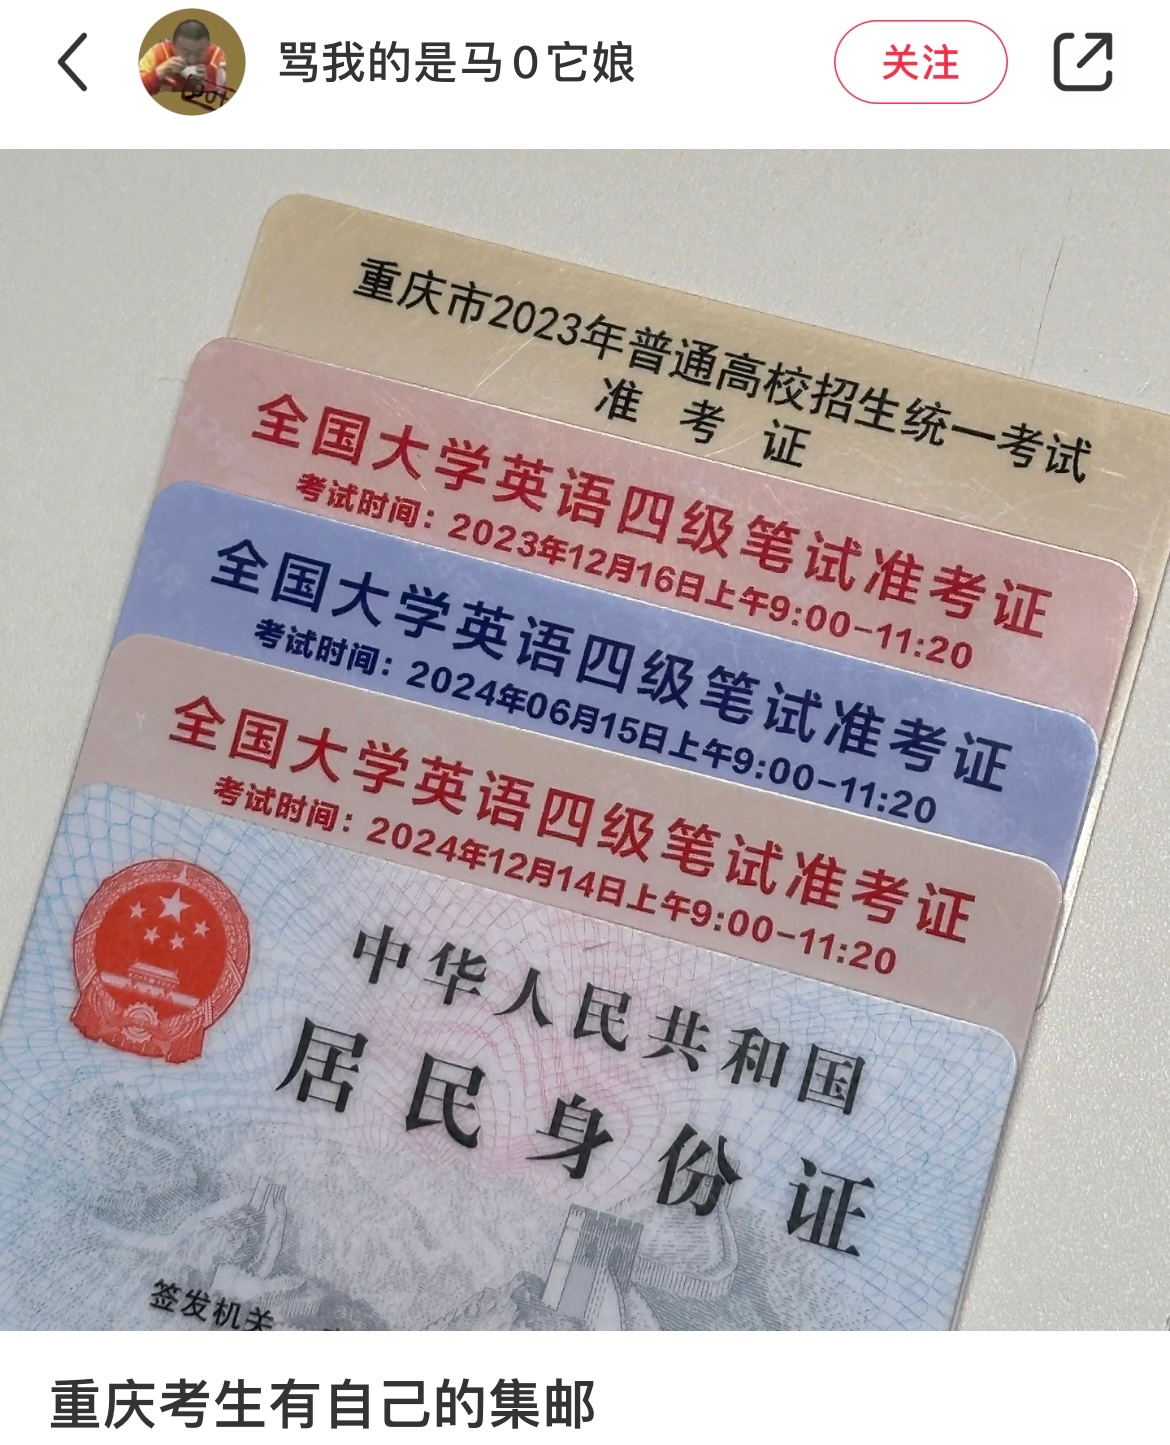 骂我的是马0它娘
关注
重庆市2023年普通高校招生统一考试
准考证
全国大学英语四级笔试准考证
考试时间：2023年12月16日上午9:00-11:20
全国大学英语四级笔试准考证
考试时间：2024年06月15日上午9:00-11:20
全国大学英语四级笔试准考证
考试时间：2024年12月14日上午9:00-11:20
中华人民共和国
居民身份证
签发机关
重庆考生有自己的集邮